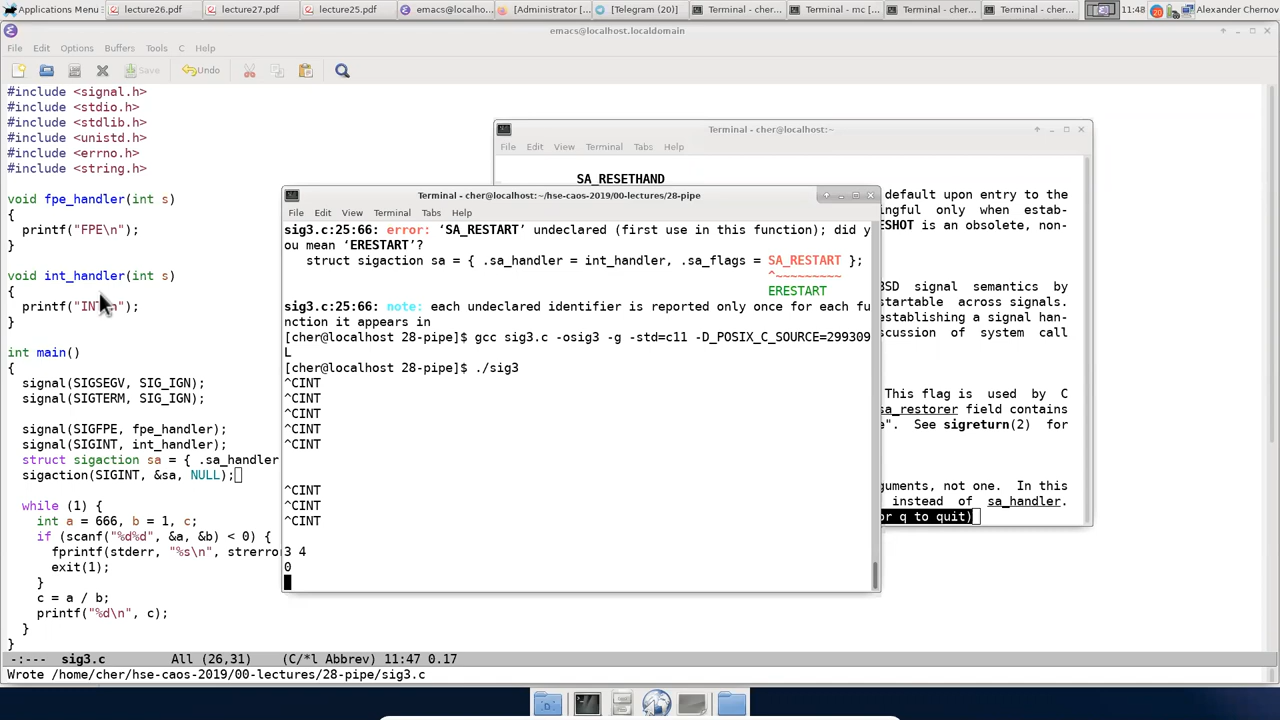 Applications Menu
lecture26.pdf
lecture27.pdf
lecture25.pdf
emacs@localho...
[Administrator [...
[Telegram (20)]
Terminal - cher@...
Terminal - mc [...
Terminal - cher@...
Terminal - cher@...
20
11:48
Alexander Chernov
emacs@localhost.localdomain
File Edit Options Buffers Tools C Help
Save
Undo
#include <signal.h>
#include <stdio.h>
#include <stdlib.h>
#include <unistd.h>
#include <errno.h>
#include <string.h>
void fpe_handler(int s)
{
printf("FPE\n");
}
void int_handler(int s)
{
printf("INT\n");
}
int main()
{
signal(SIGSEGV, SIG_IGN);
signal(SIGTERM, SIG_IGN);
signal(SIGFPE, fpe_handler);
signal(SIGINT, int_handler);
struct sigaction sa = { .sa_handler
sigaction(SIGINT, &sa, NULL);
while (1) {
int a = 666, b = 1, c;
if (scanf("%d%d", &a, &b) < 0) {
fprintf(stderr, "%s\n", strerror
exit(1);
}
c = a / b;
printf("%d\n", c);
}
}
-:--- sig3.c All (26,31) (C/*l Abbrev) 11:47 0.17
Wrote /home/cher/hse-caos-2019/00-lectures/28-pipe/sig3.c
Terminal - cher@localhost:~
File Edit View Terminal Tabs Help
SA_RESETHAND
default upon entry to the
ingful only when estab-
ESHOT is an obsolete, non-
BSD signal semantics by
startable across signals.
establishing a signal han-
scussion of system call
This flag is used by C
sa_restorer field contains
e". See sigreturn(2) for
guments, not one. In this
instead of sa_handler.
or q to quit)
Terminal - cher@localhost:~/hse-caos-2019/00-lectures/28-pipe
File Edit View Terminal Tabs Help
sig3.c:25:66: error: ‘SA_RESTART’ undeclared (first use in this function); did y
ou mean ‘ERESTART’?
struct sigaction sa = { .sa_handler = int_handler, .sa_flags = SA_RESTART };
^~~~~~~~~~
ERESTART
sig3.c:25:66: note: each undeclared identifier is reported only once for each fu
nction it appears in
[cher@localhost 28-pipe]$ gcc sig3.c -osig3 -g -std=c11 -D_POSIX_C_SOURCE=299309
L
[cher@localhost 28-pipe]$ ./sig3
^CINT
^CINT
^CINT
^CINT
^CINT
^CINT
^CINT
^CINT
3 4
0